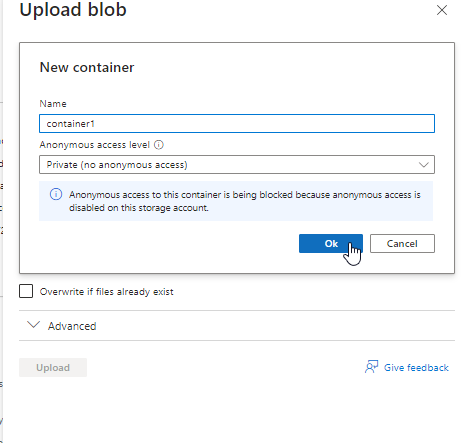 Upload blob
New container
Name
container1
Anonymous access level
Private (no anonymous access)
Anonymous access to this container is being blocked because anonymous access is
disabled on this storage account.
Ok
Cancel
Overwrite if files already exist
Advanced
Upload
Give feedback